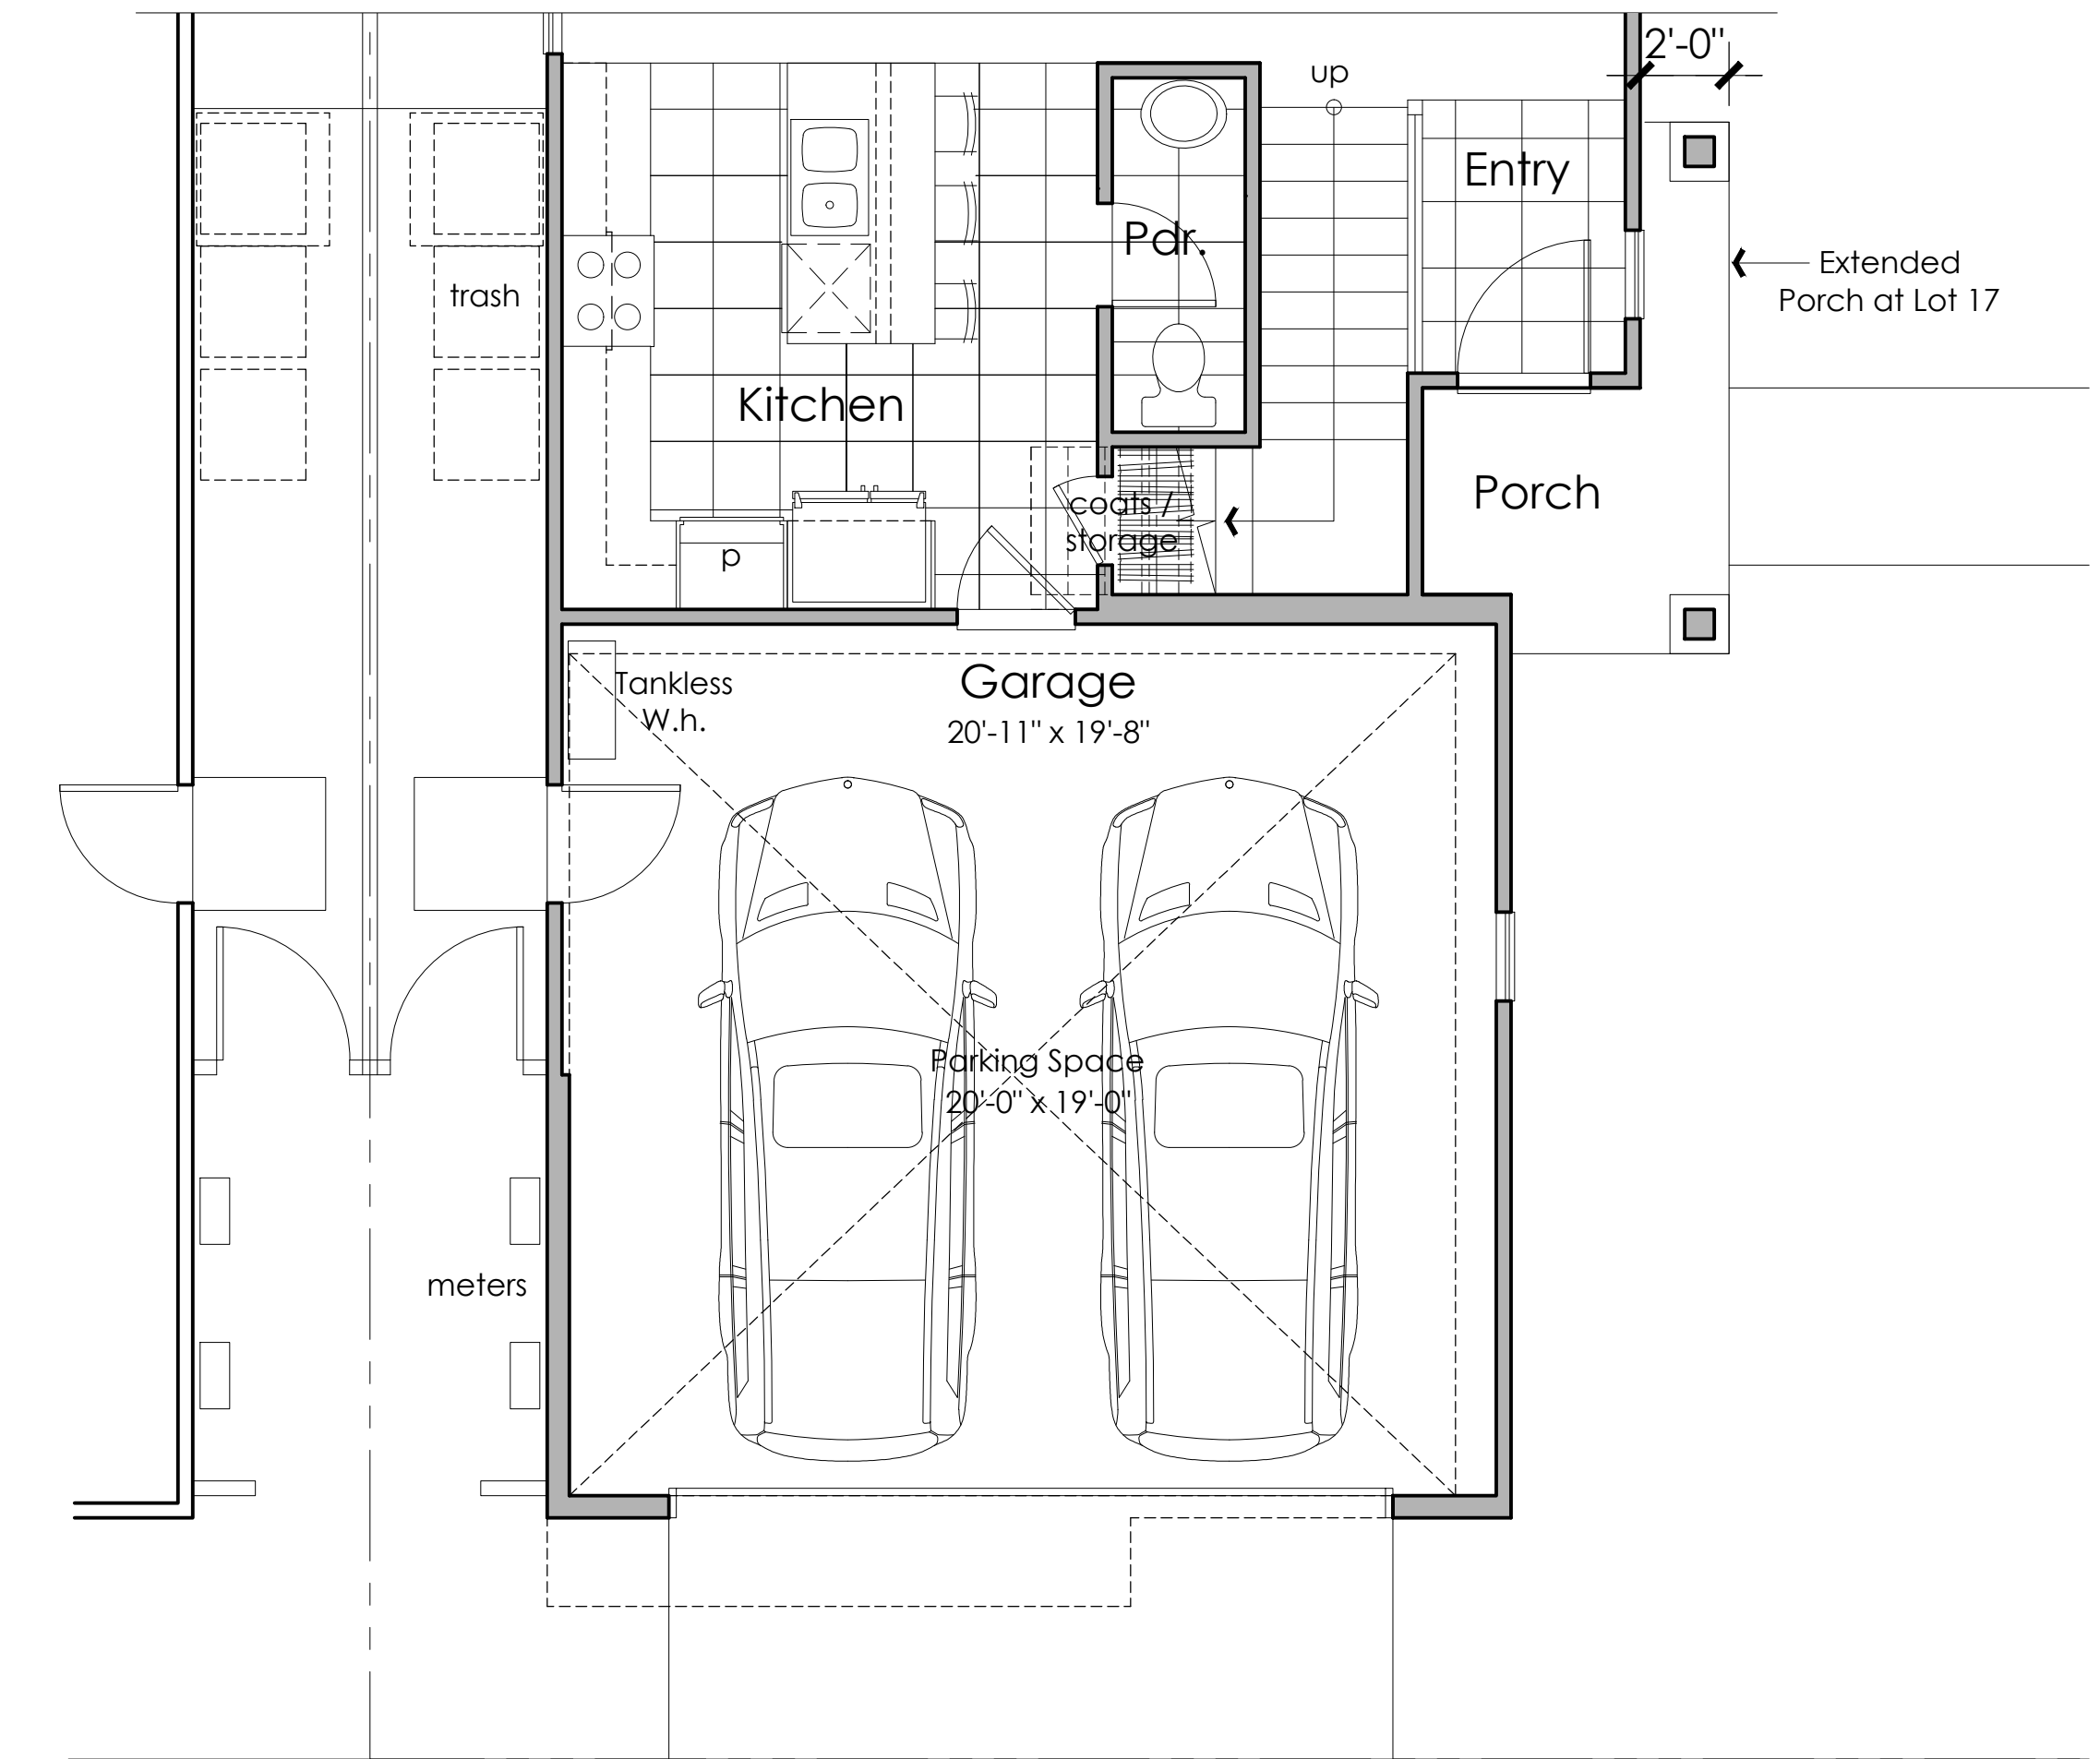 2'-0"
up
Entry
Pdr.
Extended
Porch at Lot 17
trash
Kitchen
Porch
coats /
storage
p
Tankless
W.h.
Garage
20'-11" x 19'-8"
Parking Space
20'-0" x 19'-0"
meters